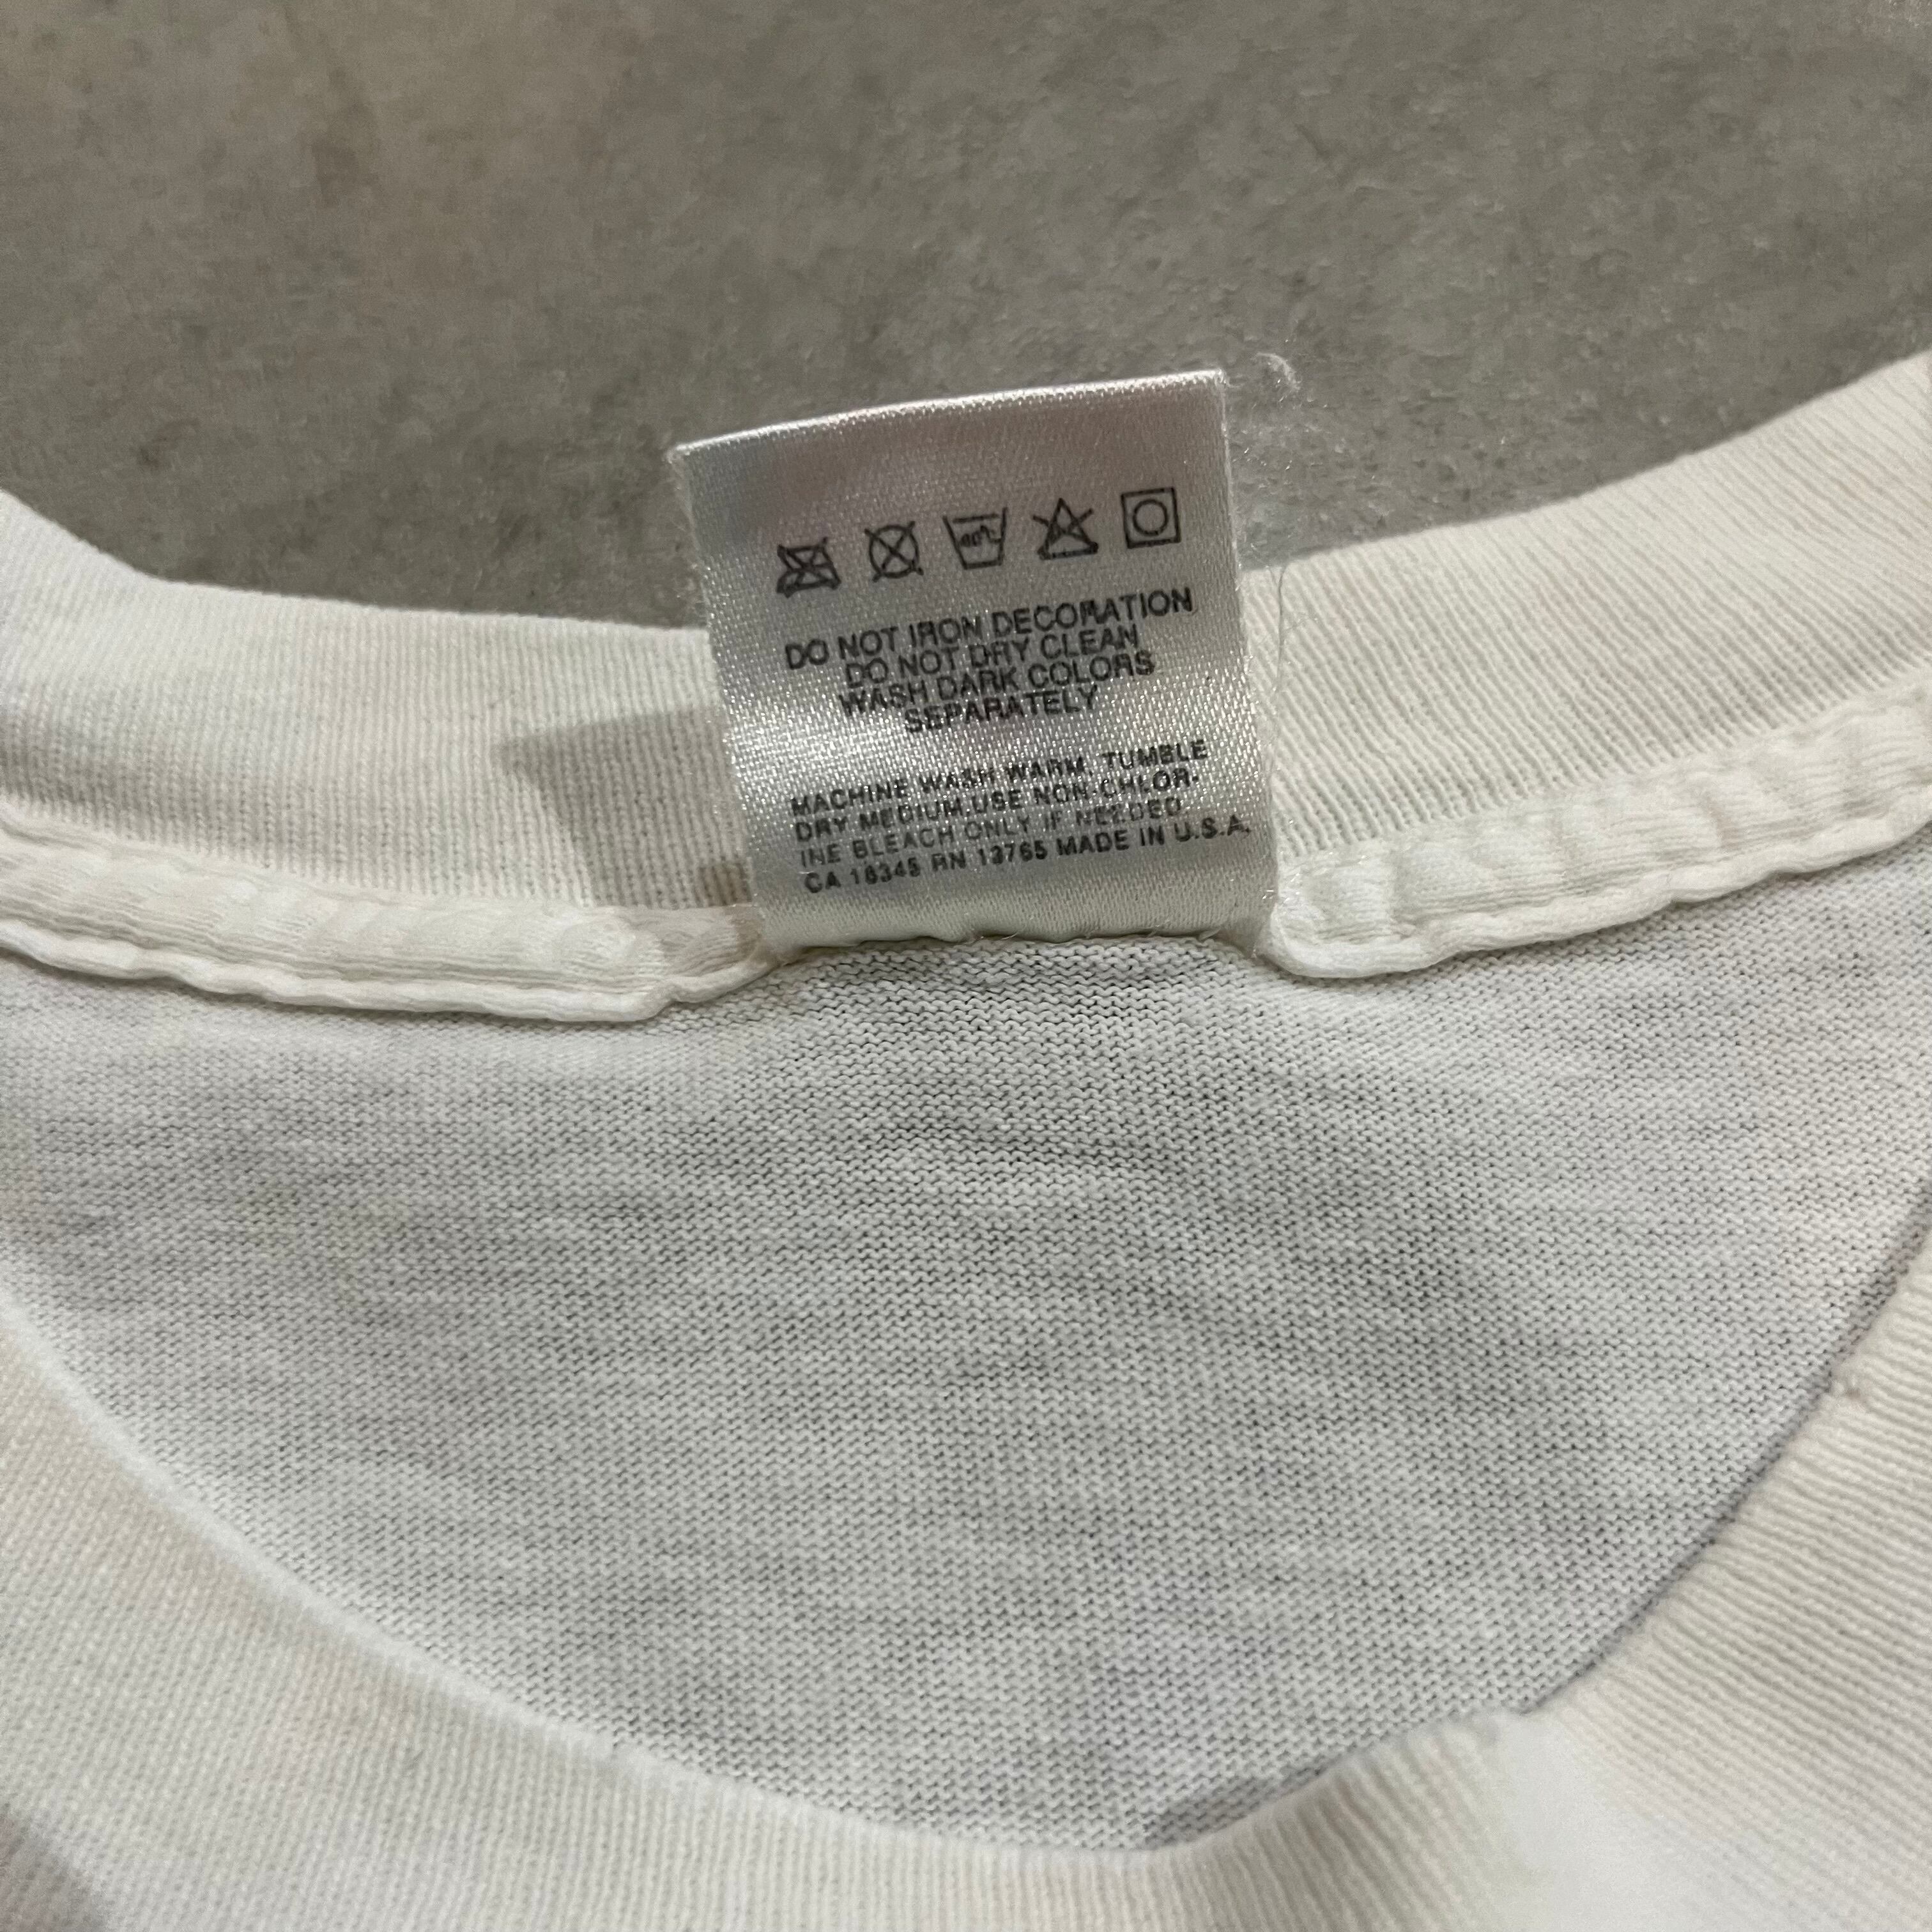 DO NOT IRON DECORATION
DO NOT DRY CLEAN
WASH DARK COLORS
SEPARATELY
MACHINE WASH WARM, TUMBLE
DRY MEDIUM.USE NON-CHLOR-
INE BLEACH ONLY IF NEEDED
CA 16345 RN 13765 MADE IN U.S.A.